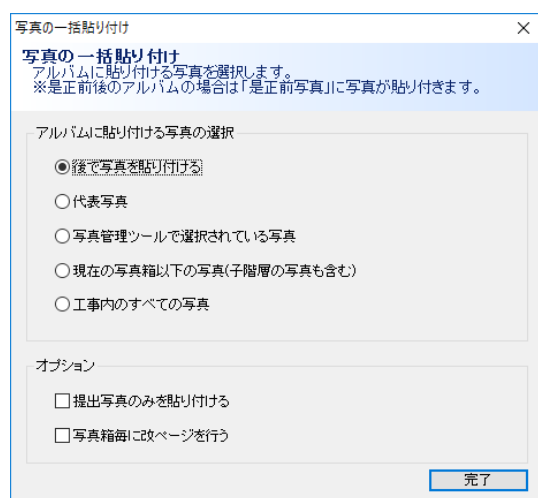 写真の一括貼り付け
写真の一括貼り付け
アルバムに貼り付ける写真を選択します。
※是正前後のアルバムの場合は「是正前写真」に写真が貼り付きます。
アルバムに貼り付ける写真の選択
後で写真を貼り付ける
代表写真
写真管理ツールで選択されている写真
現在の写真箱以下の写真(子階層の写真も含む)
工事内のすべての写真
オプション
提出写真のみを貼り付ける
写真箱毎に改ページを行う
完了